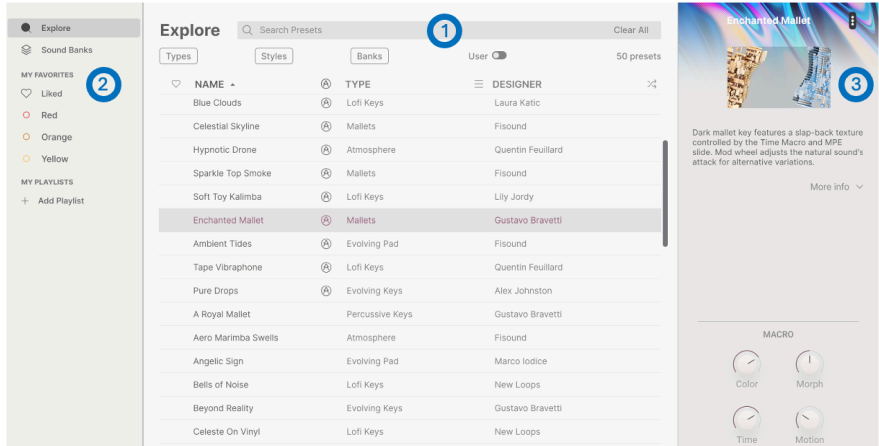 Explore
Sound Banks
MY FAVORITES
Liked
Red
Orange
Yellow
MY PLAYLISTS
+ Add Playlist
2
Explore Search Presets Clear All
1
Types Styles Banks User 50 presets
NAME TYPE DESIGNER
Blue Clouds Lofi Keys Laura Katic
Celestial Skyline Mallets Fisound
Hypnotic Drone Atmosphere Quentin Feuillard
Sparkle Top Smoke Mallets Fisound
Soft Toy Kalimba Lofi Keys Lily Jordy
Enchanted Mallet Mallets Gustavo Bravetti
Ambient Tides Evolving Pad Fisound
Tape Vibraphone Lofi Keys Quentin Feuillard
Pure Drops Evolving Keys Alex Johnston
A Royal Mallet Percussive Keys Gustavo Bravetti
Aero Marimba Swells Atmosphere Fisound
Angelic Sign Evolving Pad Marco Iodice
Bells of Noise Lofi Keys New Loops
Beyond Reality Evolving Keys Gustavo Bravetti
Celeste On Vinyl Lofi Keys New Loops
Enchanted Mallet
3
Dark mallet key features a slap-back texture
controlled by the Time Macro and MPE
slide. Mod wheel adjusts the natural sound's
attack for alternative variations.
More info
MACRO
Color Morph
Time Motion